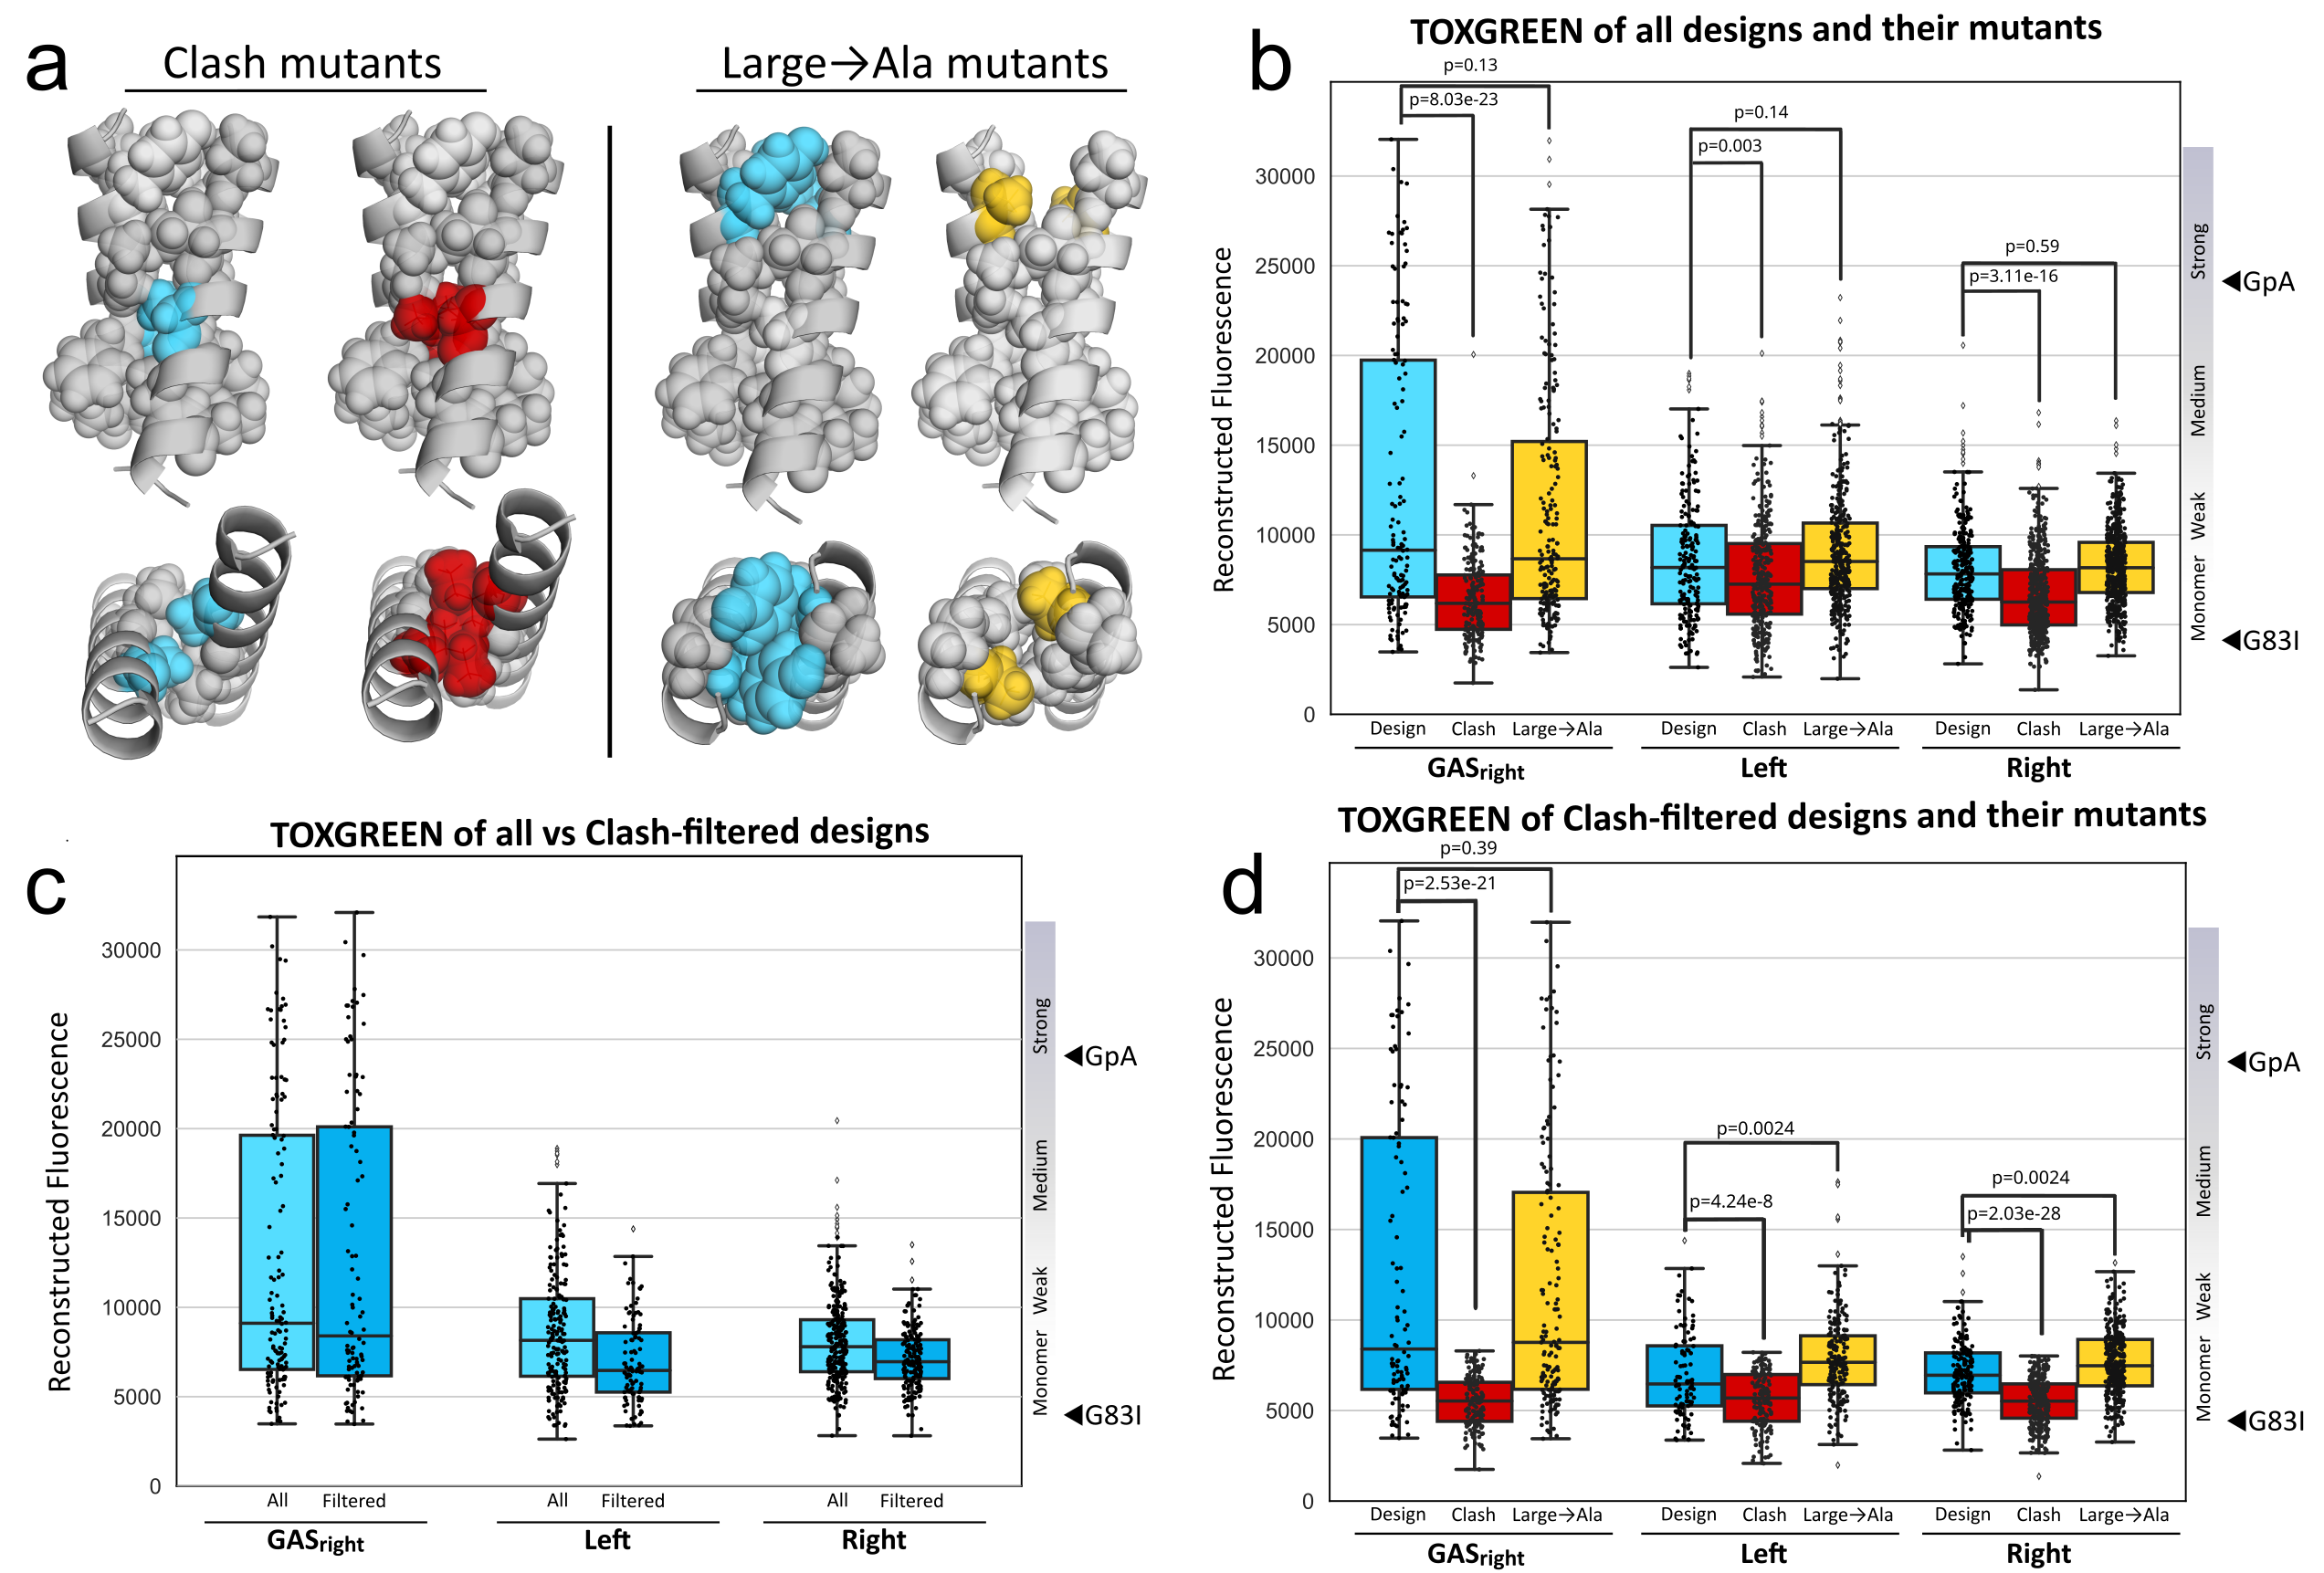 a
Clash mutants
Large→Ala mutants
b
TOXGREEN of all designs and their mutants
p=0.13
p=8.03e-23
p=0.14
p=0.003
p=0.59
p=3.11e-16
Reconstructed Fluorescence
30000
25000
20000
15000
10000
5000
0
Strong
Medium
Weak
Monomer
◀GpA
◀G83I
Design Clash Large→Ala Design Clash Large→Ala Design Clash Large→Ala
GASright Left Right
c
TOXGREEN of all vs Clash-filtered designs
Reconstructed Fluorescence
30000
25000
20000
15000
10000
5000
0
Strong
Medium
Weak
Monomer
◀GpA
◀G83I
All Filtered All Filtered All Filtered
GASright Left Right
d
TOXGREEN of Clash-filtered designs and their mutants
p=0.39
p=2.53e-21
p=0.0024
p=4.24e-8
p=0.0024
p=2.03e-28
Reconstructed Fluorescence
30000
25000
20000
15000
10000
5000
0
Strong
Medium
Weak
Monomer
◀GpA
◀G83I
Design Clash Large→Ala Design Clash Large→Ala Design Clash Large→Ala
GASright Left Right